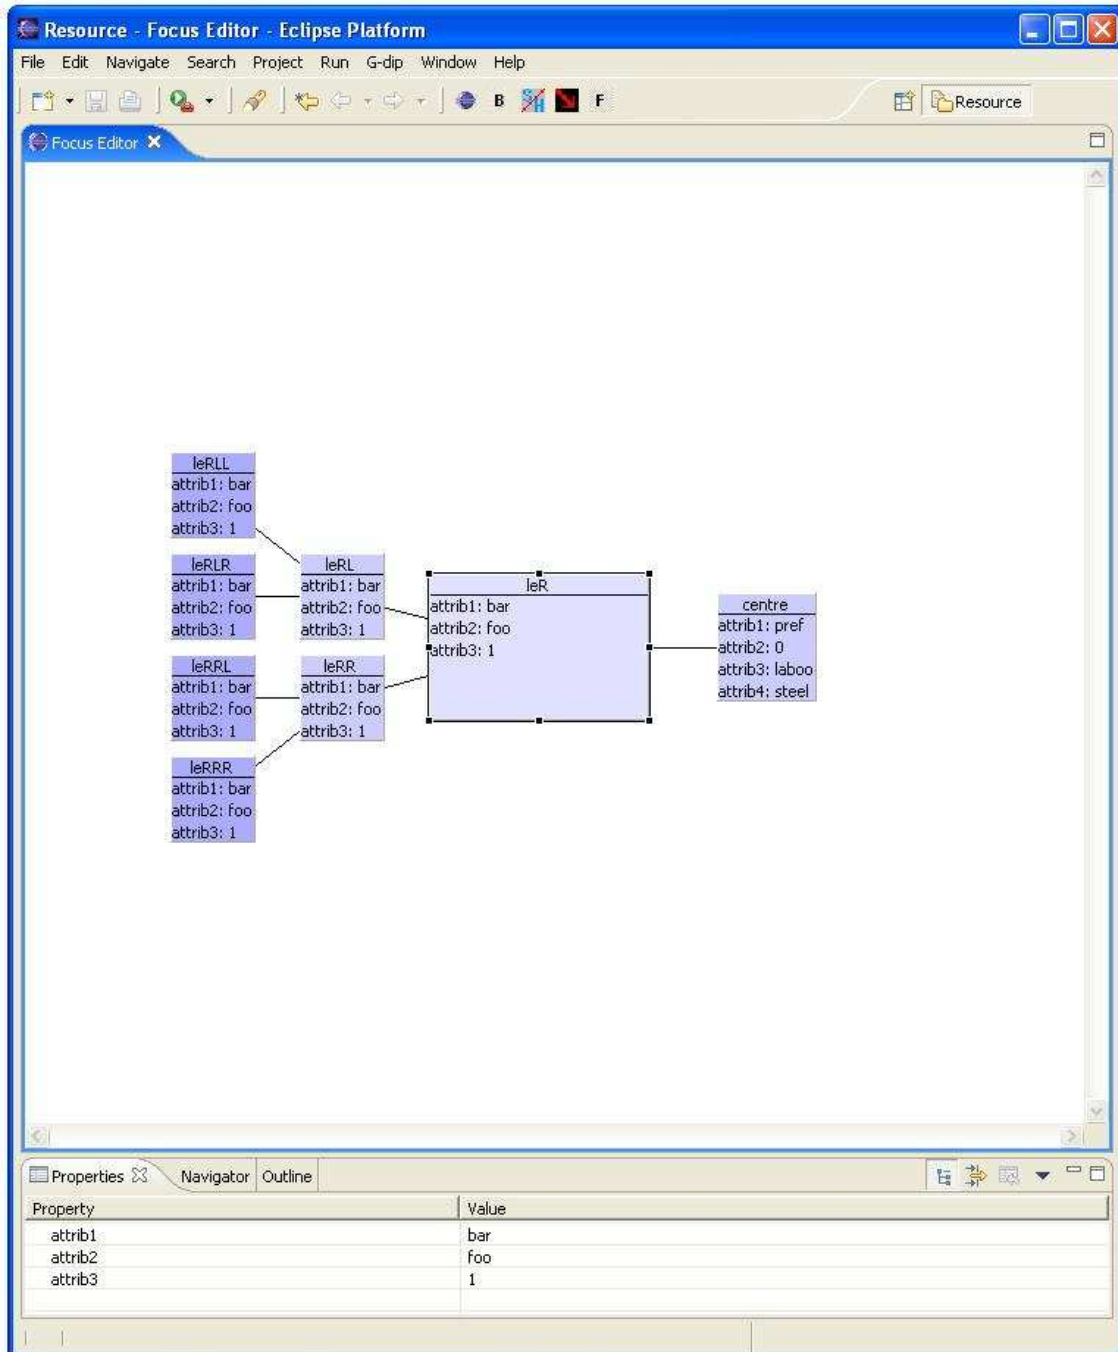 Resource - Focus Editor - Eclipse Platform
File Edit Navigate Search Project Run G-dip Window Help
B F Resource
Focus Editor
leRLL
attrib1: bar
attrib2: foo
attrib3: 1
leRLR
attrib1: bar
attrib2: foo
attrib3: 1
leRRL
attrib1: bar
attrib2: foo
attrib3: 1
leRRR
attrib1: bar
attrib2: foo
attrib3: 1
leRL
attrib1: bar
attrib2: foo
attrib3: 1
leRR
attrib1: bar
attrib2: foo
attrib3: 1
leR
attrib1: bar
attrib2: foo
attrib3: 1
centre
attrib1: pref
attrib2: 0
attrib3: laboo
attrib4: steel
Properties Navigator Outline
Property Value
attrib1 bar
attrib2 foo
attrib3 1